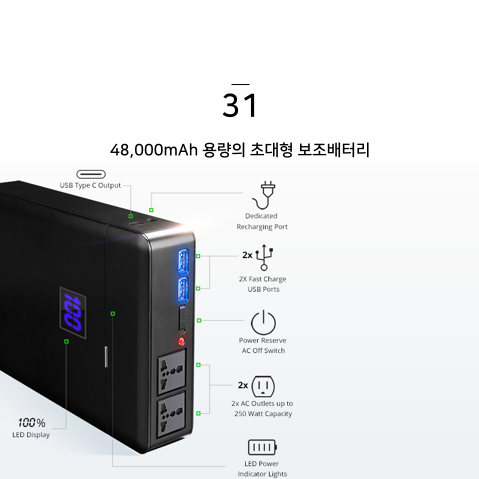 31
48,000mAh 용량의 초대형 보조배터리
USB Type C Output
Dedicated
Recharging Port
2x
2X Fast Charge
USB Ports
100
Power Reserve
AC Off Switch
2x
2x AC Outlets up to
250 Watt Capacity
100%
LED Display
LED Power
Indicator Lights